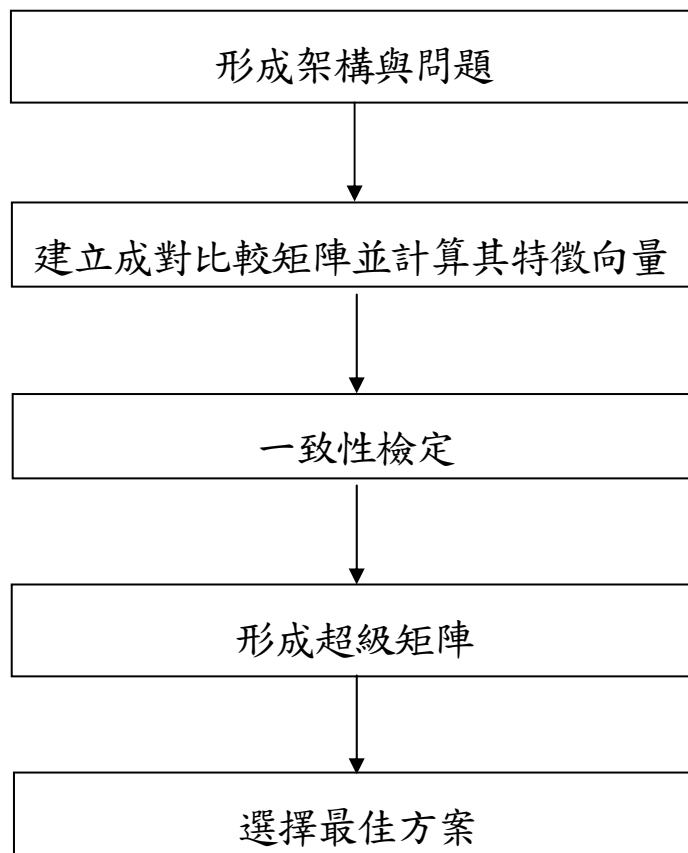 形成架構與問題
建立成對比較矩陣並計算其特徵向量
一致性檢定
形成超級矩陣
選擇最佳方案